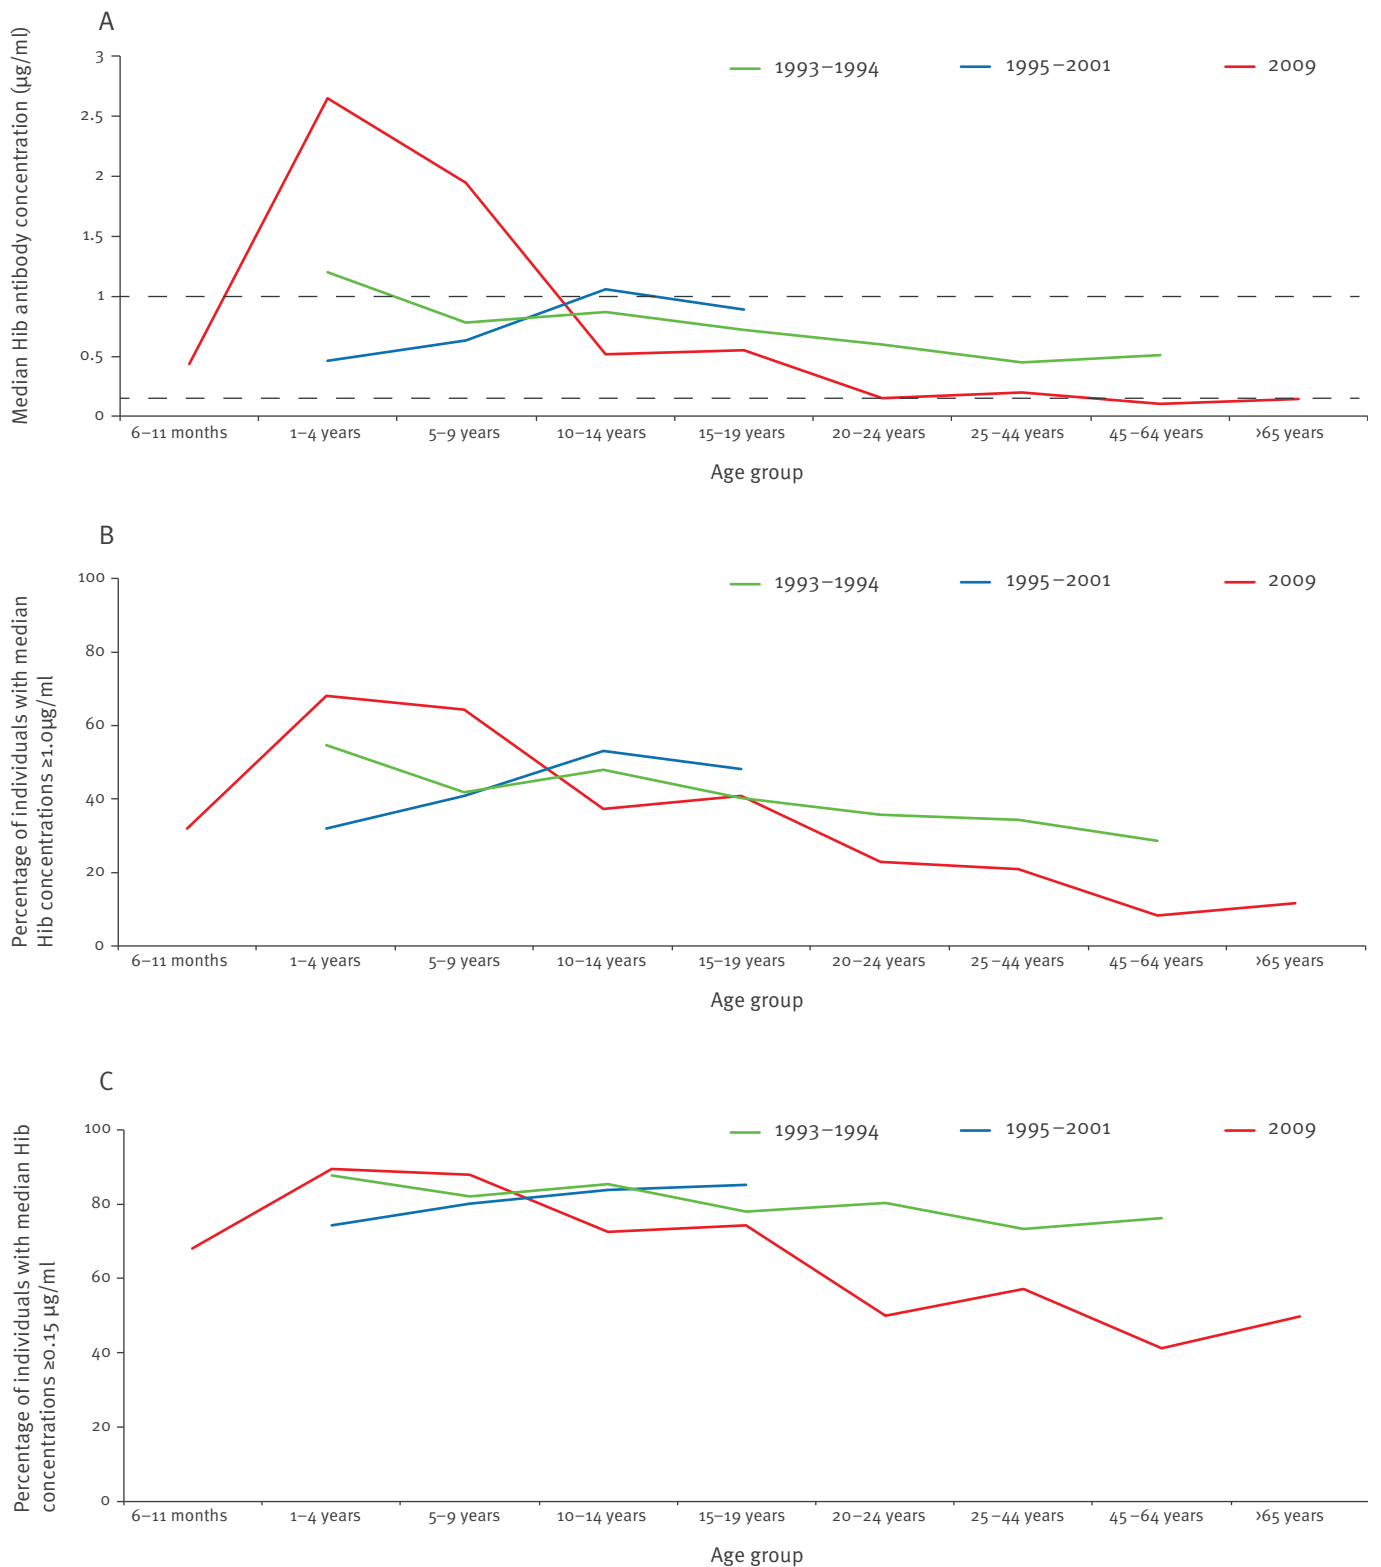 A
Median Hib antibody concentration (µg/ml)
3
2.5
2
1.5
1
0.5
0
1993–1994
1995–2001
2009
6–11 months
1–4 years
5–9 years
10–14 years
15–19 years
20–24 years
25–44 years
45–64 years
>65 years
Age group
B
Percentage of individuals with median
Hib concentrations ≥1.0µg/ml
100
80
60
40
20
0
1993–1994
1995–2001
2009
6–11 months
1–4 years
5–9 years
10–14 years
15–19 years
20–24 years
25–44 years
45–64 years
>65 years
Age group
C
Percentage of individuals with median Hib
concentrations ≥0.15 µg/ml
100
80
60
40
20
0
1993–1994
1995–2001
2009
6–11 months
1–4 years
5–9 years
10–14 years
15–19 years
20–24 years
25–44 years
45–64 years
>65 years
Age group